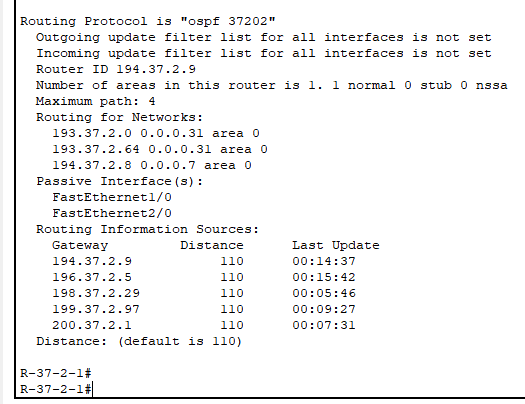 Routing Protocol is "ospf 37202"
Outgoing update filter list for all interfaces is not set
Incoming update filter list for all interfaces is not set
Router ID 194.37.2.9
Number of areas in this router is 1. 1 normal 0 stub 0 nssa
Maximum path: 4
Routing for Networks:
193.37.2.0 0.0.0.31 area 0
193.37.2.64 0.0.0.31 area 0
194.37.2.8 0.0.0.7 area 0
Passive Interface(s):
FastEthernet1/0
FastEthernet2/0
Routing Information Sources:
Gateway Distance Last Update
194.37.2.9 110 00:14:37
196.37.2.5 110 00:15:42
198.37.2.29 110 00:05:46
199.37.2.97 110 00:09:27
200.37.2.1 110 00:07:31
Distance: (default is 110)
R-37-2-1#
R-37-2-1#